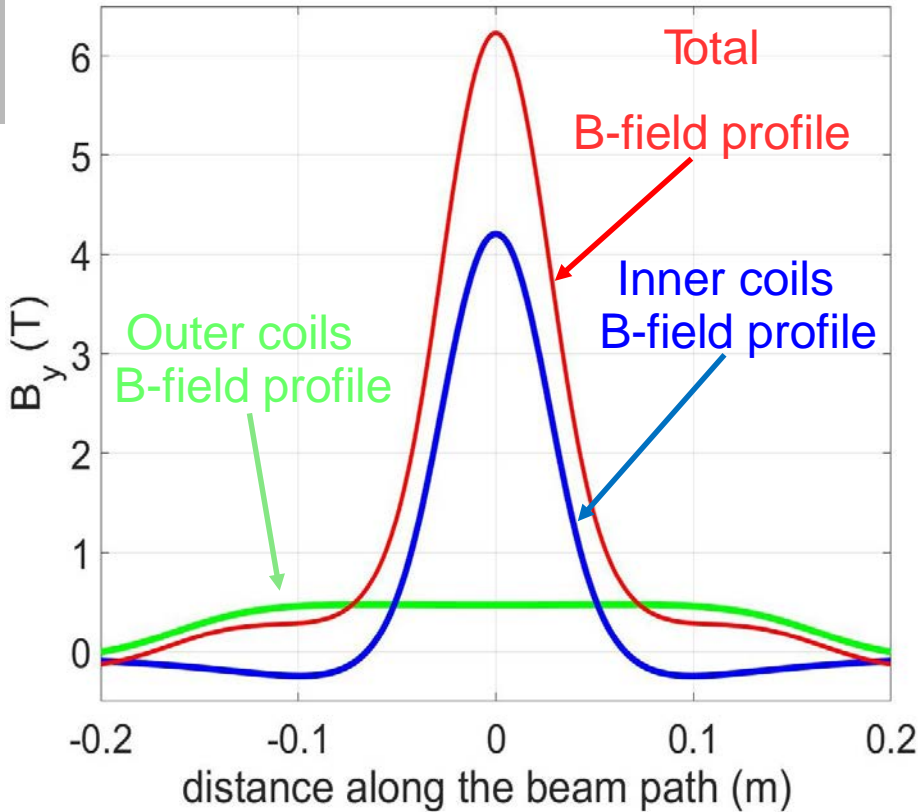 6
5
4
3
2
1
0
B_y (T)
Total
B-field profile
Inner coils
B-field profile
Outer coils
B-field profile
-0.2
-0.1
0
0.1
0.2
distance along the beam path (m)